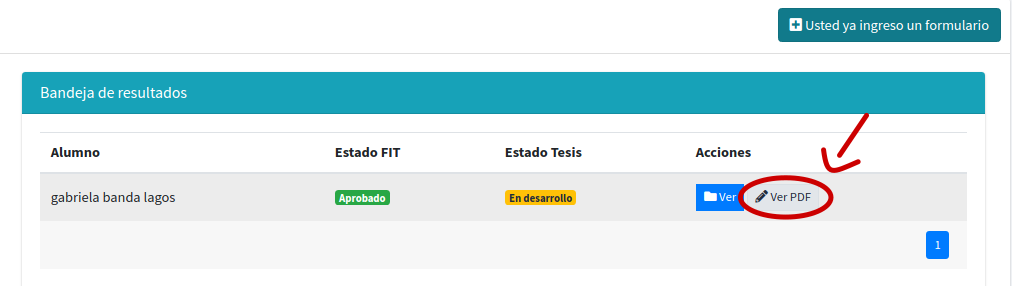 Usted ya ingreso un formulario
Bandeja de resultados
Alumno Estado FIT Estado Tesis Acciones
gabriela banda lagos Aprobado En desarrollo Ver Ver PDF
1